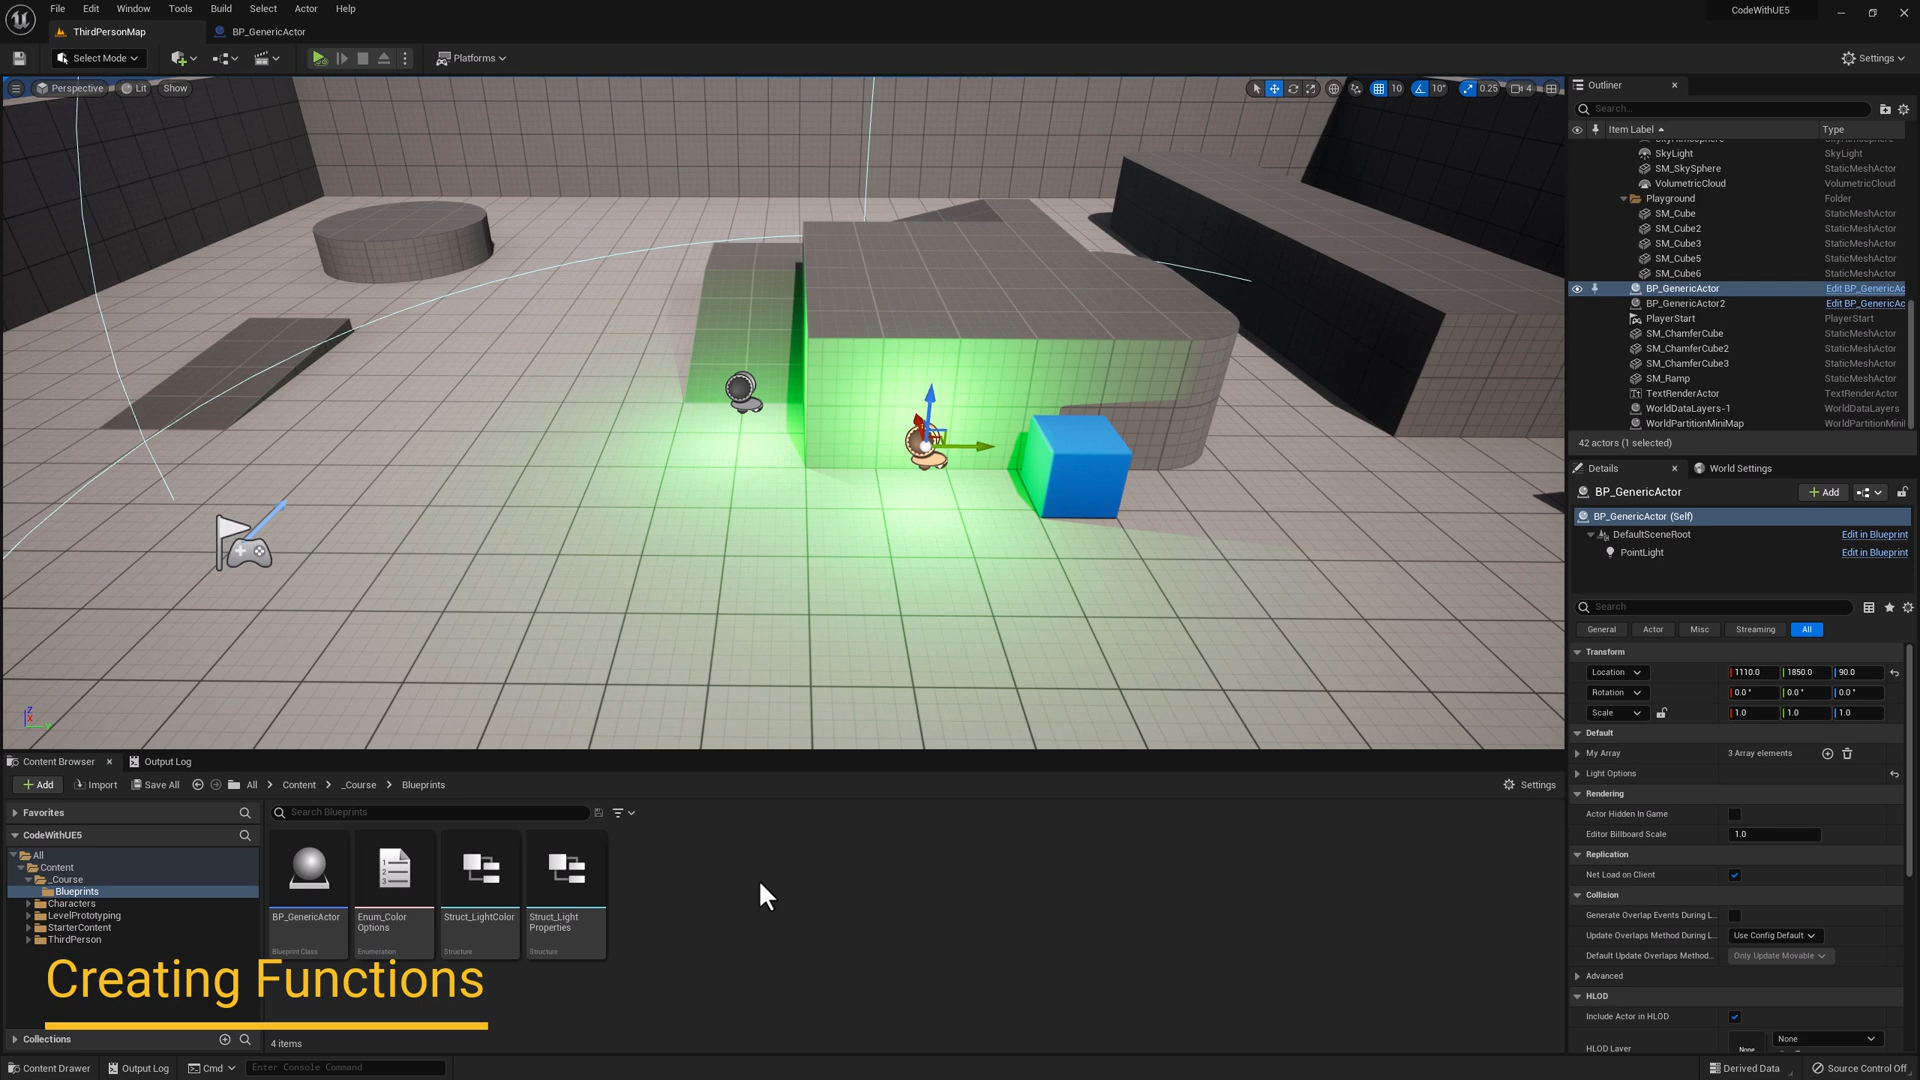 File Edit Window Tools Build Select Actor Help
CodeWithUE5
ThirdPersonMap
BP_GenericActor
Select Mode
Platforms
Settings
Perspective
Lit
Show
10
10°
0.25
4
Outliner
Search...
Item Label
Type
SkyLight SkyLight
SM_SkySphere StaticMeshActor
VolumetricCloud VolumetricCloud
Playground Folder
SM_Cube StaticMeshActor
SM_Cube2 StaticMeshActor
SM_Cube3 StaticMeshActor
SM_Cube5 StaticMeshActor
SM_Cube6 StaticMeshActor
BP_GenericActor Edit BP_GenericAc
BP_GenericActor2 Edit BP_GenericAc
PlayerStart PlayerStart
SM_ChamferCube StaticMeshActor
SM_ChamferCube2 StaticMeshActor
SM_ChamferCube3 StaticMeshActor
SM_Ramp StaticMeshActor
TextRenderActor TextRenderActor
WorldDataLayers-1 WorldDataLayers
WorldPartitionMiniMap WorldPartitionMini
42 actors (1 selected)
Details
World Settings
BP_GenericActor
Add
BP_GenericActor (Self)
DefaultSceneRoot Edit in Blueprint
PointLight Edit in Blueprint
Search
General Actor Misc Streaming All
Transform
Location 1110.0 1850.0 90.0
Rotation 0.0° 0.0° 0.0°
Scale 1.0 1.0 1.0
Default
My Array 3 Array elements
Light Options
Rendering
Actor Hidden In Game
Editor Billboard Scale 1.0
Replication
Net Load on Client
Collision
Generate Overlap Events During L...
Update Overlaps Method During L... Use Config Default
Default Update Overlaps Method... Only Update Movable
Advanced
HLOD
Include Actor in HLOD
HLOD Layer None None
Z
X
Content Browser
Output Log
Add Import Save All All Content _Course Blueprints
Settings
Favorites
Search Blueprints
CodeWithUE5
All
Content
_Course
Blueprints
Characters
LevelPrototyping
StarterContent
ThirdPerson
BP_GenericActor
Blueprint Class
1
2
3
Enum_Color
Options
Enumeration
Struct_LightColor
Structure
Struct_Light
Properties
Structure
Creating Functions
Collections
4 items
Content Drawer
Output Log
Cmd
Enter Console Command
Derived Data
Source Control Off